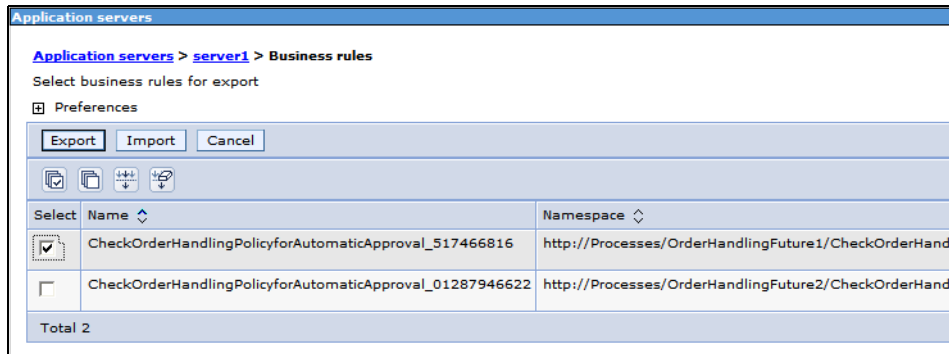 Application servers
Application servers > server1 > Business rules
Select business rules for export
Preferences
Export Import Cancel
Select Name Namespace
CheckOrderHandlingPolicyforAutomaticApproval_517466816 http://Processes/OrderHandlingFuture1/CheckOrderHand
CheckOrderHandlingPolicyforAutomaticApproval_01287946622 http://Processes/OrderHandlingFuture2/CheckOrderHand
Total 2